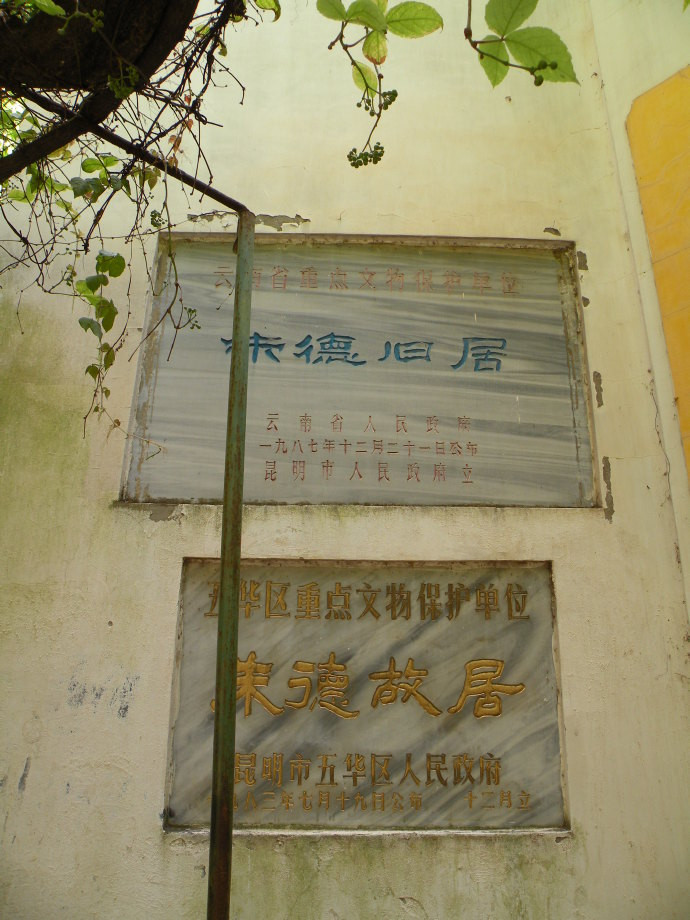 云南省重点文物保护单位
朱德旧居
云南省人民政府
一九八七年十二月二十一日公布
昆明市人民政府立
五华区重点文物保护单位
朱德故居
昆明市五华区人民政府
八三年七月十九日公布 十二月立